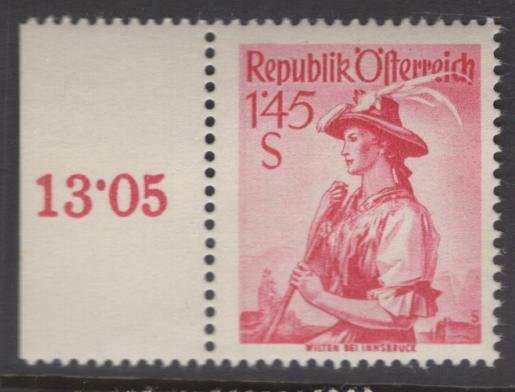 13·05
Republik Österreich
1·45
S
S
WILTEN BEI INNSBRUCK